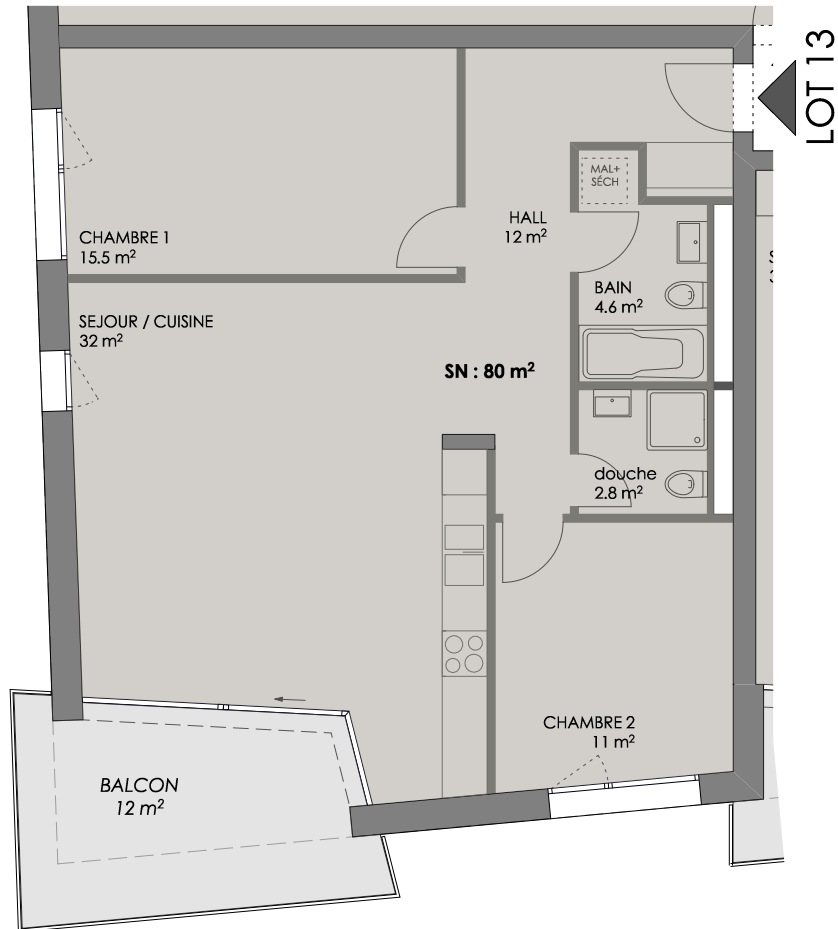 LOT 13
MAL+
SÉCH
HALL
12 m²
CHAMBRE 1
15.5 m²
BAIN
4.6 m²
SEJOUR / CUISINE
32 m²
SN : 80 m²
douche
2.8 m²
CHAMBRE 2
11 m²
BALCON
12 m²